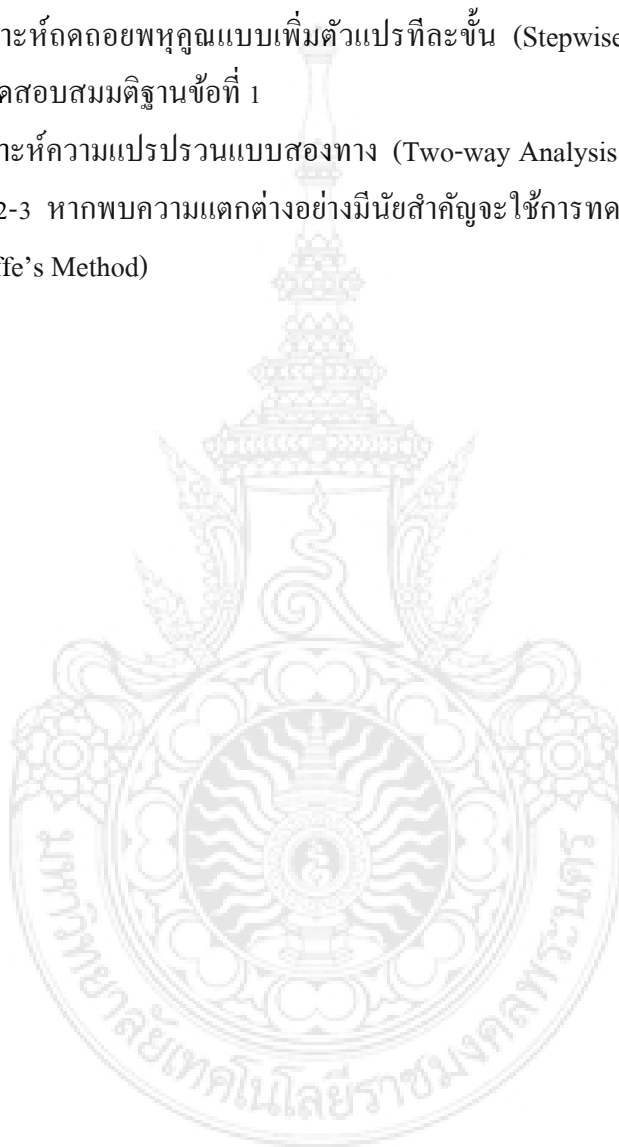 าะห์ถดถอยพหุคูณแบบเพิ่มตัวแปรทีละขั้น (Stepwise
ดสอบสมมติฐานข้อที่ 1
าะห์ความแปรปรวนแบบสองทาง (Two-way Analysis
2-3 หากพบความแตกต่างอย่างมีนัยสำคัญจะใช้การทด
ffe’s Method)
มหาวิทยาลัยเทคโนโลยีราชมงคลพระนคร